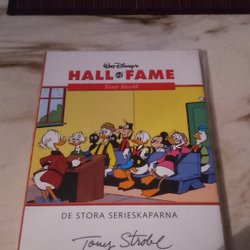 Walt Disney's
HALL OF FAME
Tony Strobl
DE STORA SERIESKAPARNA
Tony Strobl